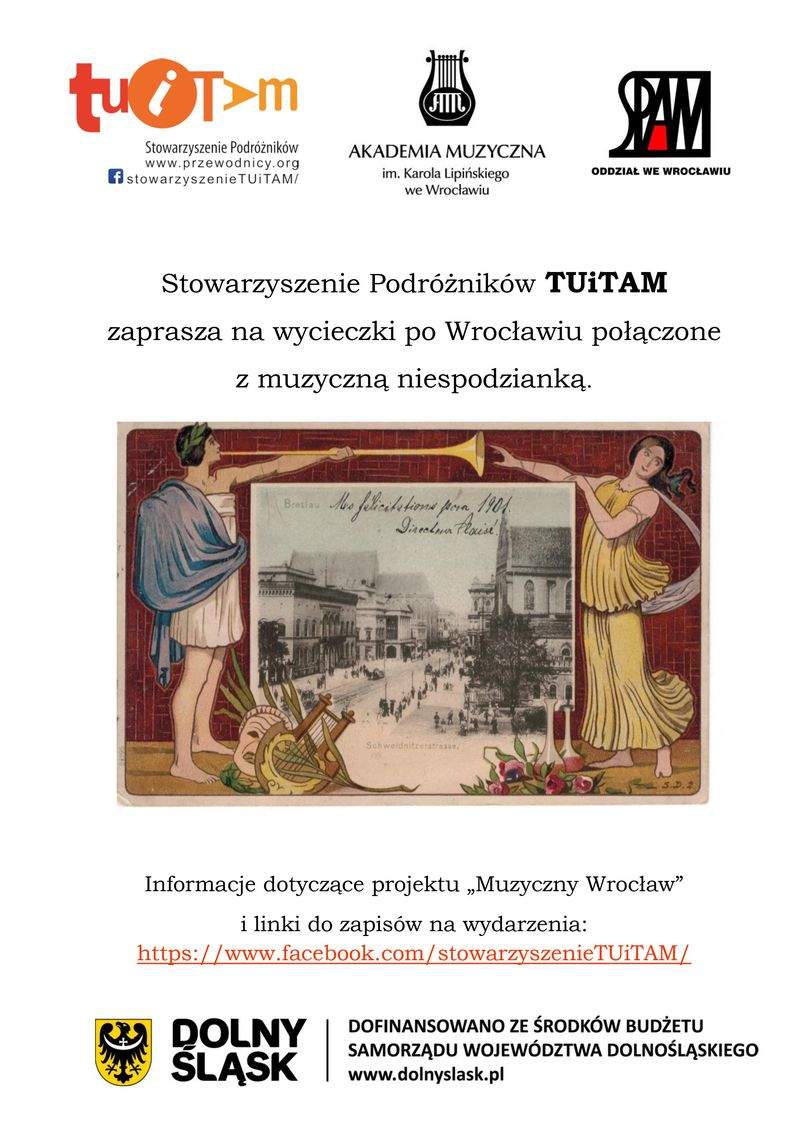 tuiTAm
Stowarzyszenie Podróżników
www.przewodnicy.org
stowarzyszenieTUiTAM/
AM
AKADEMIA MUZYCZNA
im. Karola Lipińskiego
we Wrocławiu
SPAM
ODDZIAŁ WE WROCŁAWIU
Stowarzyszenie Podróżników TUiTAM
zaprasza na wycieczki po Wrocławiu połączone
z muzyczną niespodzianką.
Breslau
felicitations 1901
Schweidnitzerstrasse.
S.D.2
Informacje dotyczące projektu „Muzyczny Wrocław”
i linki do zapisów na wydarzenia:
https://www.facebook.com/stowarzyszenieTUiTAM/
DOLNY
ŚLĄSK
DOFINANSOWANO ZE ŚRODKÓW BUDŻETU
SAMORZĄDU WOJEWÓDZTWA DOLNOŚLĄSKIEGO
www.dolnyslask.pl